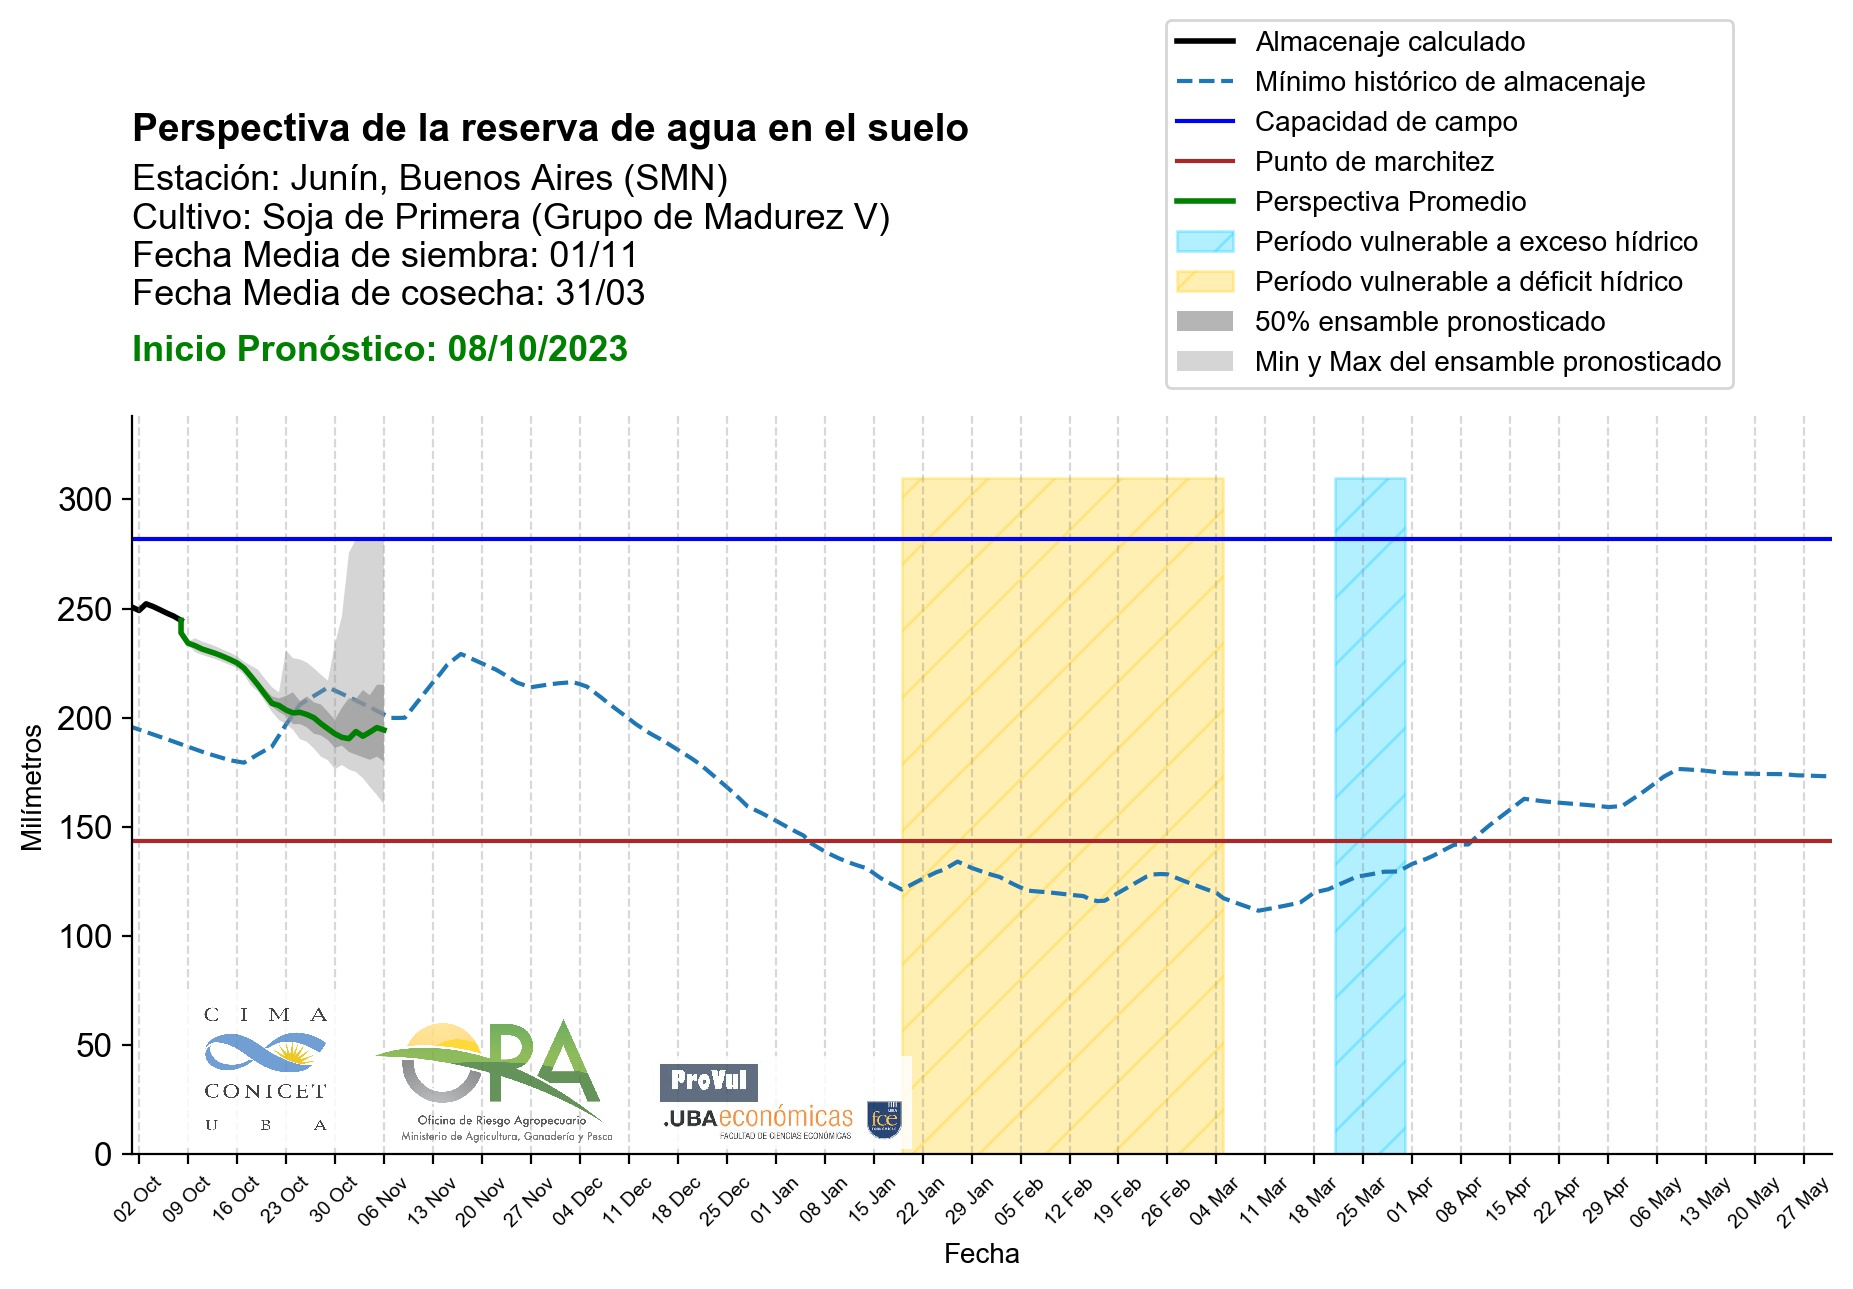 Almacenaje calculado
Mínimo histórico de almacenaje
Capacidad de campo
Punto de marchitez
Perspectiva Promedio
Período vulnerable a exceso hídrico
Período vulnerable a déficit hídrico
50% ensamble pronosticado
Min y Max del ensamble pronosticado
Perspectiva de la reserva de agua en el suelo
Estación: Junín, Buenos Aires (SMN)
Cultivo: Soja de Primera (Grupo de Madurez V)
Fecha Media de siembra: 01/11
Fecha Media de cosecha: 31/03
Inicio Pronóstico: 08/10/2023
Milímetros
300
250
200
150
100
50
0
CIMA
CONICET
UBA
ORA
Oficina de Riesgo Agropecuario
Ministerio de Agricultura, Ganadería y Pesca
ProVul
.UBAeconómicas
FACULTAD DE CIENCIAS ECONÓMICAS
fce
02 Oct
09 Oct
16 Oct
23 Oct
30 Oct
06 Nov
13 Nov
20 Nov
27 Nov
04 Dec
11 Dec
18 Dec
25 Dec
01 Jan
08 Jan
15 Jan
22 Jan
29 Jan
05 Feb
12 Feb
19 Feb
26 Feb
04 Mar
11 Mar
18 Mar
25 Mar
01 Apr
08 Apr
15 Apr
22 Apr
29 Apr
06 May
13 May
20 May
27 May
Fecha